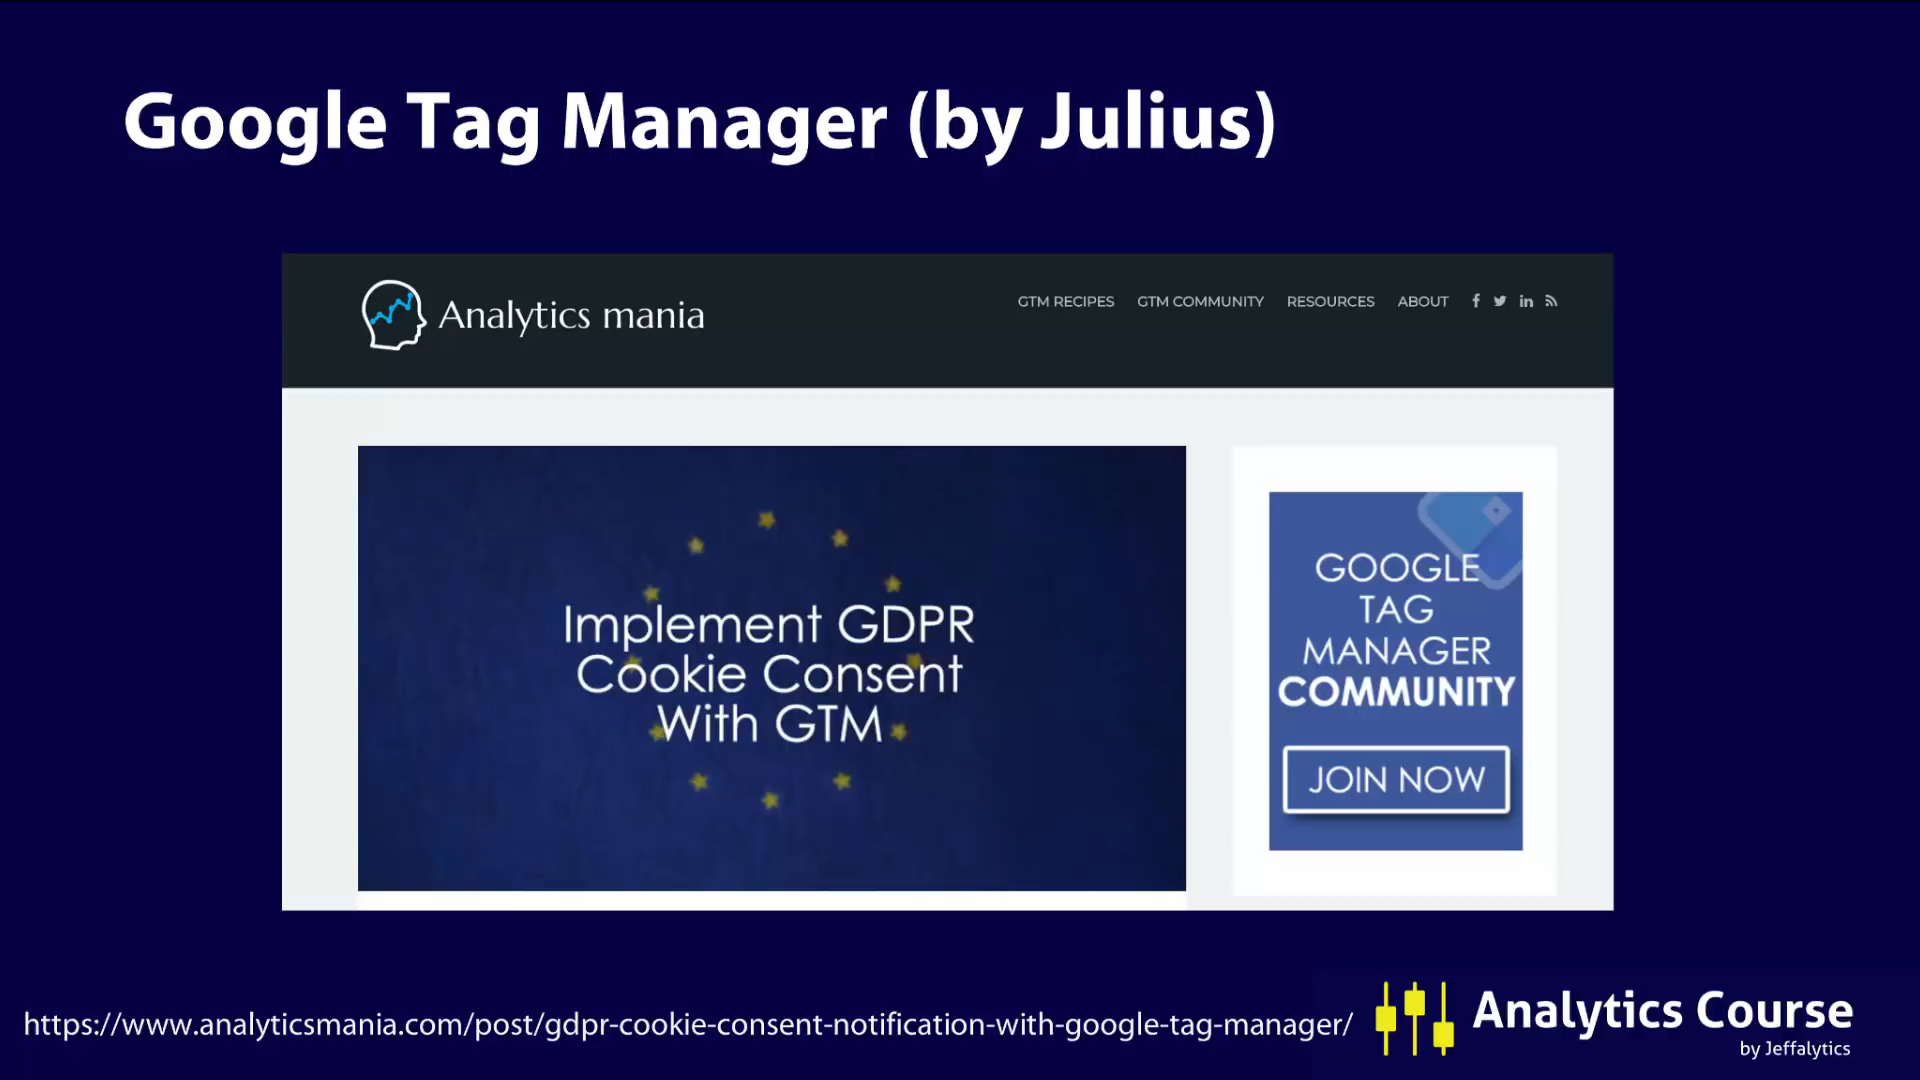 Google Tag Manager (by Julius)
Analytics mania
GTM RECIPES GTM COMMUNITY RESOURCES ABOUT
Implement GDPR
Cookie Consent
With GTM
GOOGLE
TAG
MANAGER
COMMUNITY
JOIN NOW
https://www.analyticsmania.com/post/gdpr-cookie-consent-notification-with-google-tag-manager/
Analytics Course
by Jeffalytics